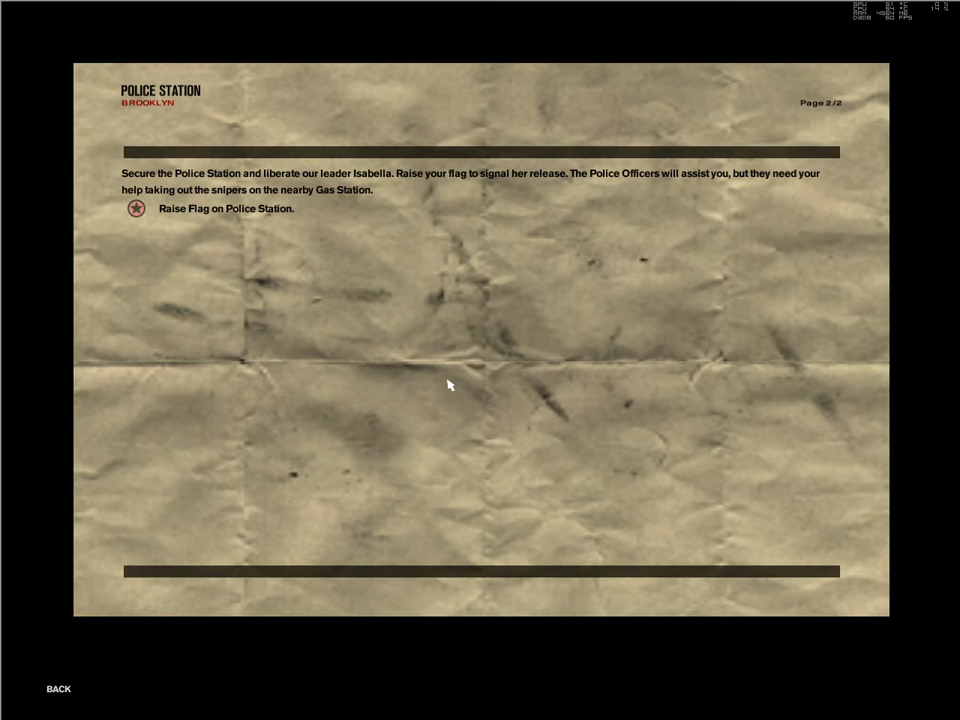 POLICE STATION
BROOKLYN
Page 2/2
Secure the Police Station and liberate our leader Isabella. Raise your flag to signal her release. The Police Officers will assist you, but they need your
help taking out the snipers on the nearby Gas Station.
Raise Flag on Police Station.
BACK